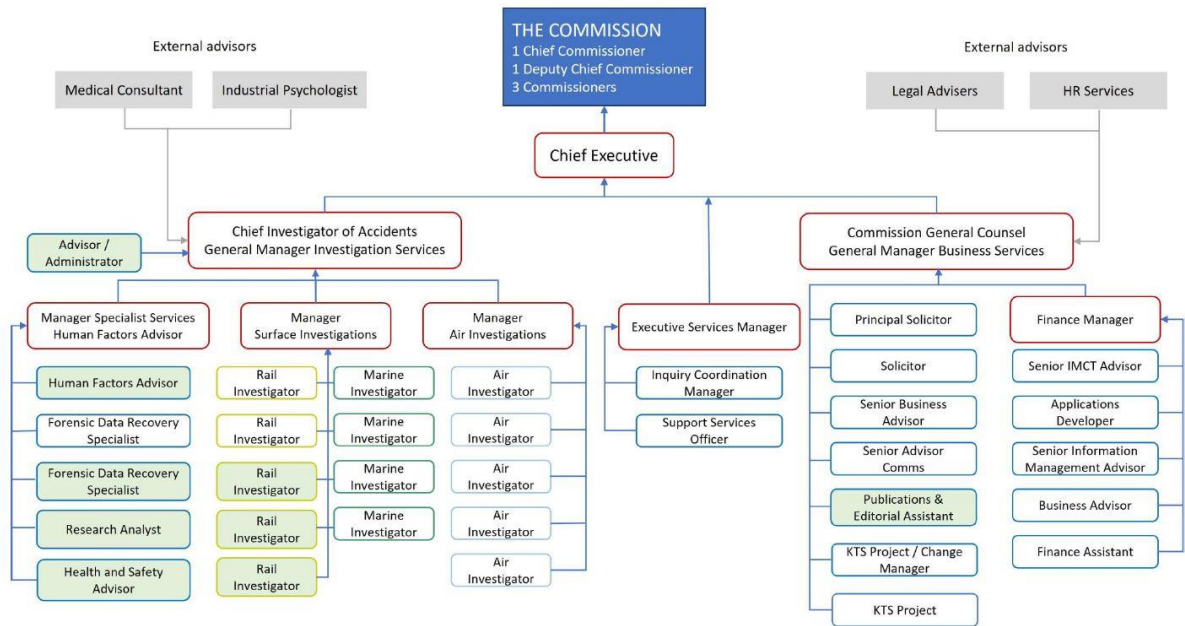 THE COMMISSION
1 Chief Commissioner
1 Deputy Chief Commissioner
3 Commissioners
External advisors
Medical Consultant
Industrial Psychologist
External advisors
Legal Advisers
HR Services
Chief Executive
Chief Investigator of Accidents
General Manager Investigation Services
Advisor /
Administrator
Commission General Counsel
General Manager Business Services
Manager Specialist Services
Human Factors Advisor
Manager
Surface Investigations
Manager
Air Investigations
Executive Services Manager
Principal Solicitor
Finance Manager
Human Factors Advisor
Forensic Data Recovery
Specialist
Forensic Data Recovery
Specialist
Research Analyst
Health and Safety
Advisor
Rail
Investigator
Rail
Investigator
Rail
Investigator
Rail
Investigator
Rail
Investigator
Marine
Investigator
Marine
Investigator
Marine
Investigator
Marine
Investigator
Air
Investigator
Air
Investigator
Air
Investigator
Air
Investigator
Air
Investigator
Inquiry Coordination
Manager
Support Services
Officer
Solicitor
Senior Business
Advisor
Senior Advisor
Comms
Publications &
Editorial Assistant
KTS Project / Change
Manager
KTS Project
Senior IMCT Advisor
Applications
Developer
Senior Information
Management Advisor
Business Advisor
Finance Assistant